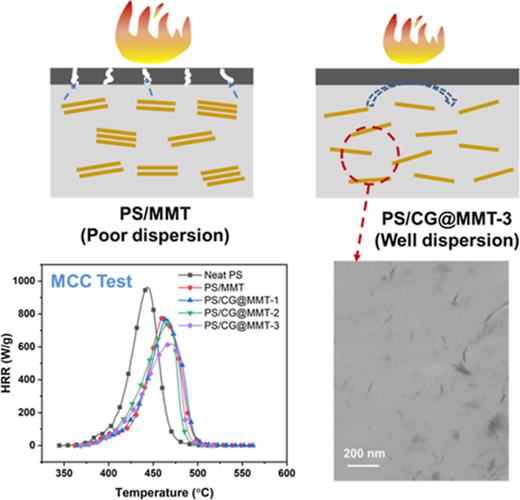 PS/MMT
(Poor dispersion)
PS/CG@MMT-3
(Well dispersion)
MCC Test
Neat PS
PS/MMT
PS/CG@MMT-1
PS/CG@MMT-2
PS/CG@MMT-3
HRR (W/g)
1000
800
600
400
200
0
350 400 450 500 550 600
Temperature (°C)
200 nm